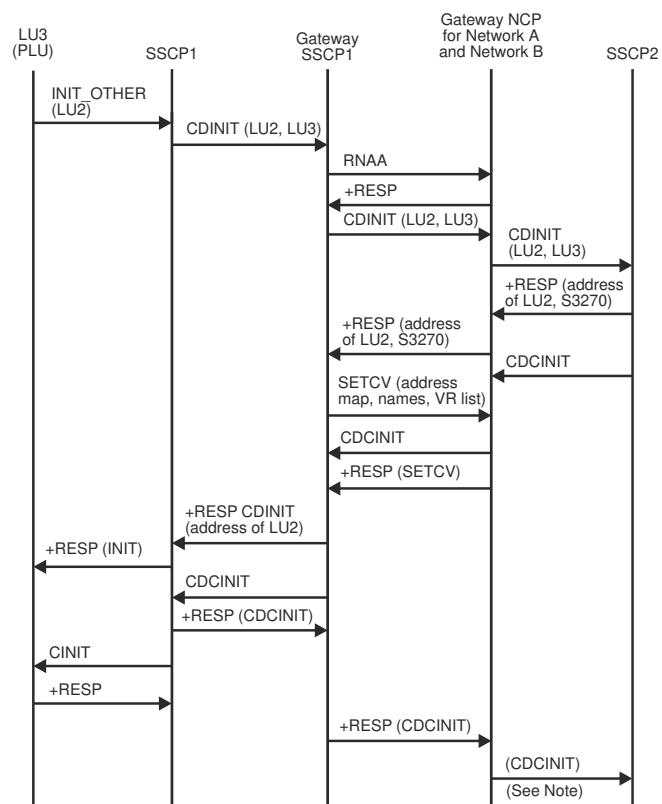 LU3
(PLU)
SSCP1
Gateway
SSCP1
Gateway NCP
for Network A
and Network B
SSCP2
INIT_OTHER
(LU2)
CDINIT (LU2, LU3)
RNAA
+RESP
CDINIT (LU2, LU3)
CDINIT
(LU2, LU3)
+RESP (address
of LU2, S3270)
+RESP (address
of LU2, S3270)
CDCINIT
SETCV (address
map, names, VR list)
CDCINIT
+RESP (SETCV)
+RESP CDINIT
(address of LU2)
+RESP (INIT)
CDCINIT
+RESP (CDCINIT)
CINIT
+RESP
+RESP (CDCINIT)
(CDCINIT)
(See Note)